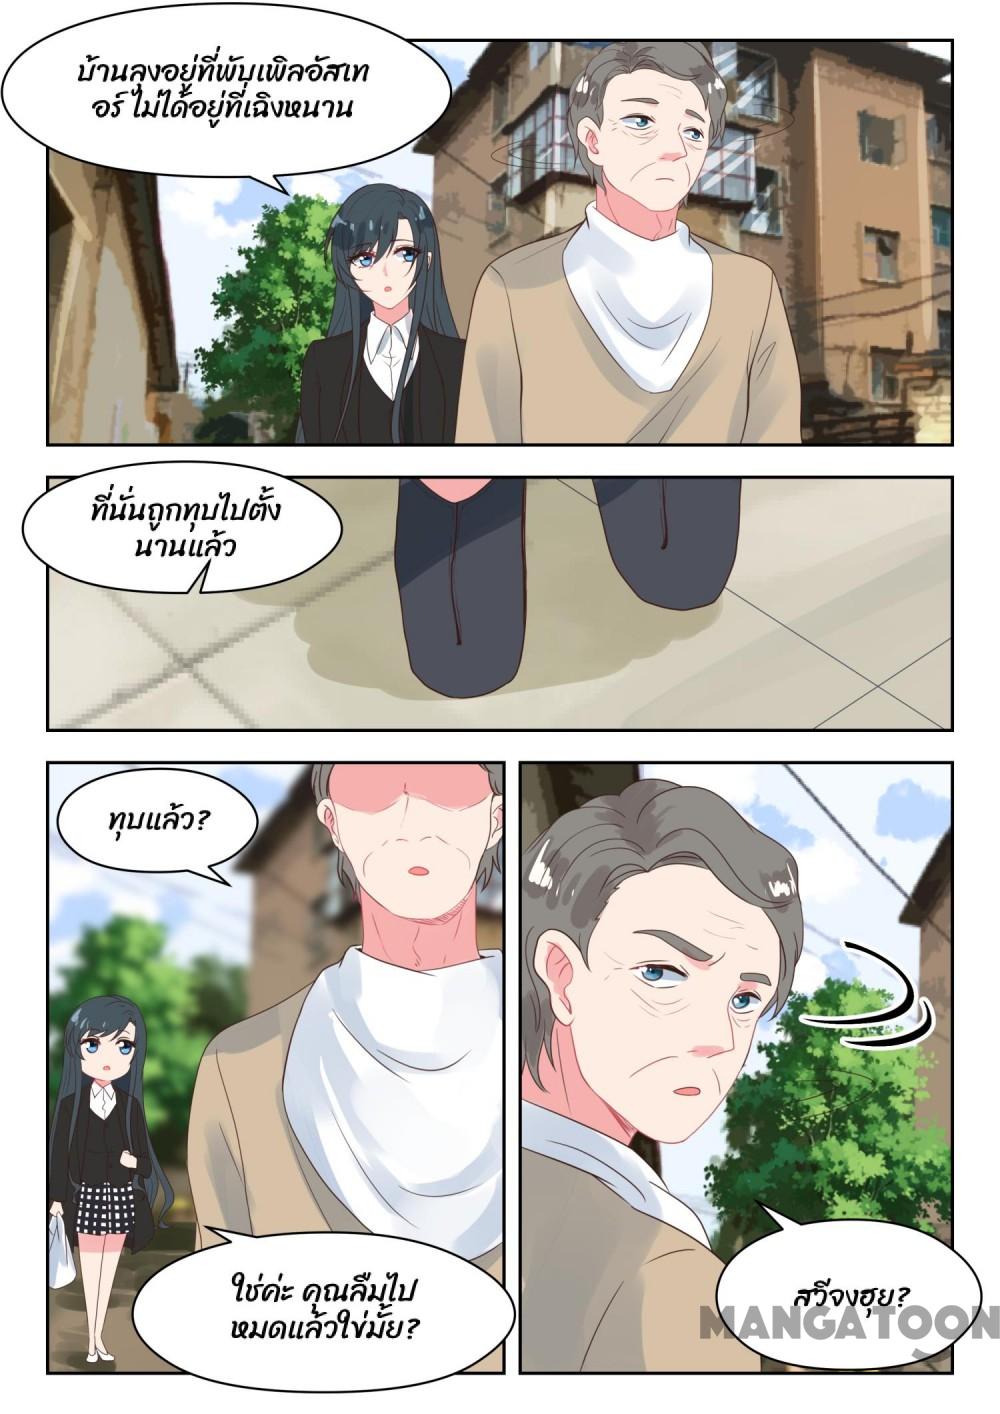 บ้านลุงอยู่ที่พับเพิลอัสเท
อร์ ไม่ได้อยู่ที่เฉิงหนาน
ที่นั่นถูกทุบไปตั้ง
นานแล้ว
ทุบแล้ว?
ใช่ค่ะ คุณลืมไป
หมดแล้วใข่มั้ย?
สวีจงฮุย?
MANGATOON